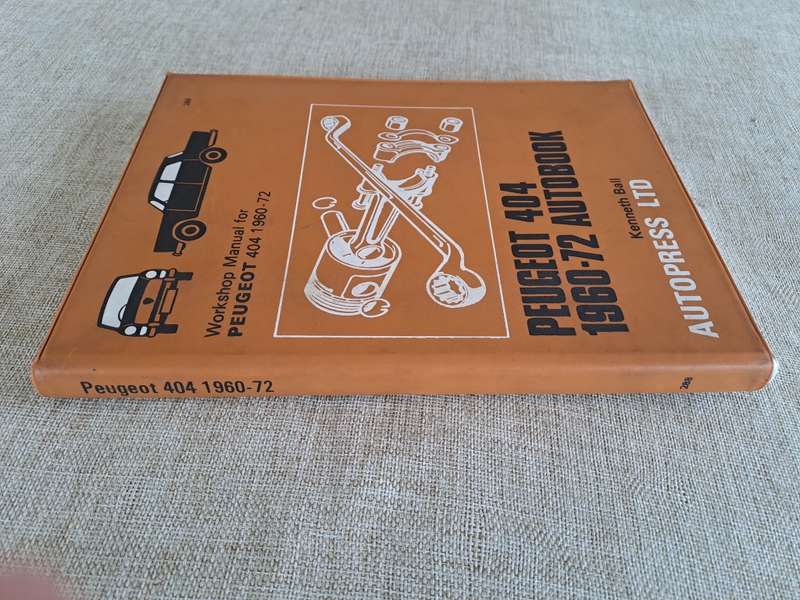 Workshop Manual for
PEUGEOT 404 1960-72
PEUGEOT 404
1960-72 AUTOBOOK
Kenneth Ball
AUTOPRESS LTD
Peugeot 404 1960-72